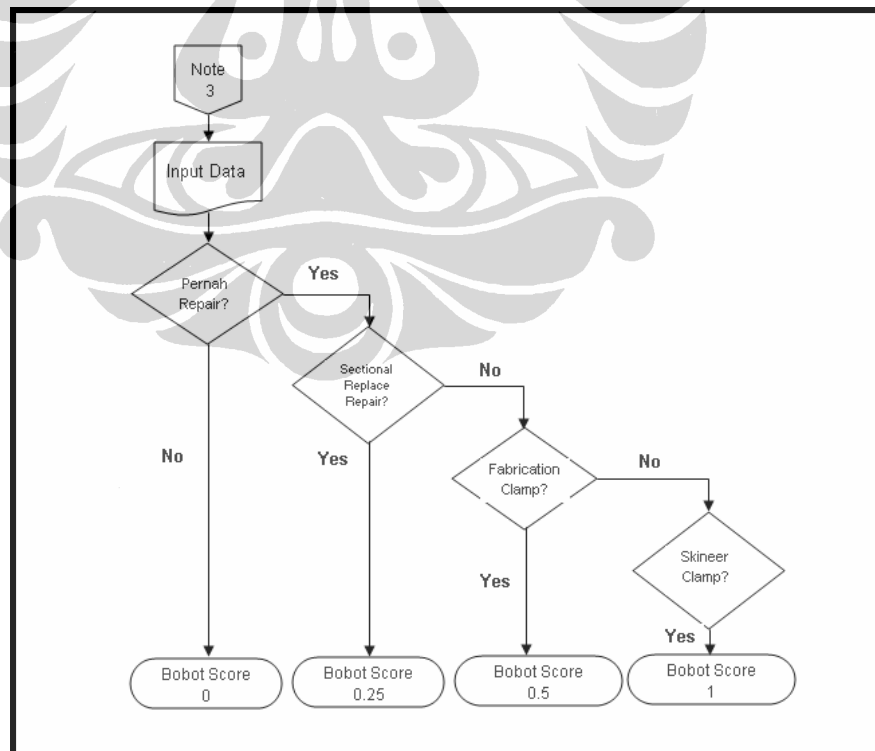 Note
3
Input Data
Pernah
Repair?
Yes
No
Sectional
Replace
Repair?
No
Yes
Fabrication
Clamp?
No
Yes
Skineer
Clamp?
Yes
Bobot Score
0
Bobot Score
0.25
Bobot Score
0.5
Bobot Score
1